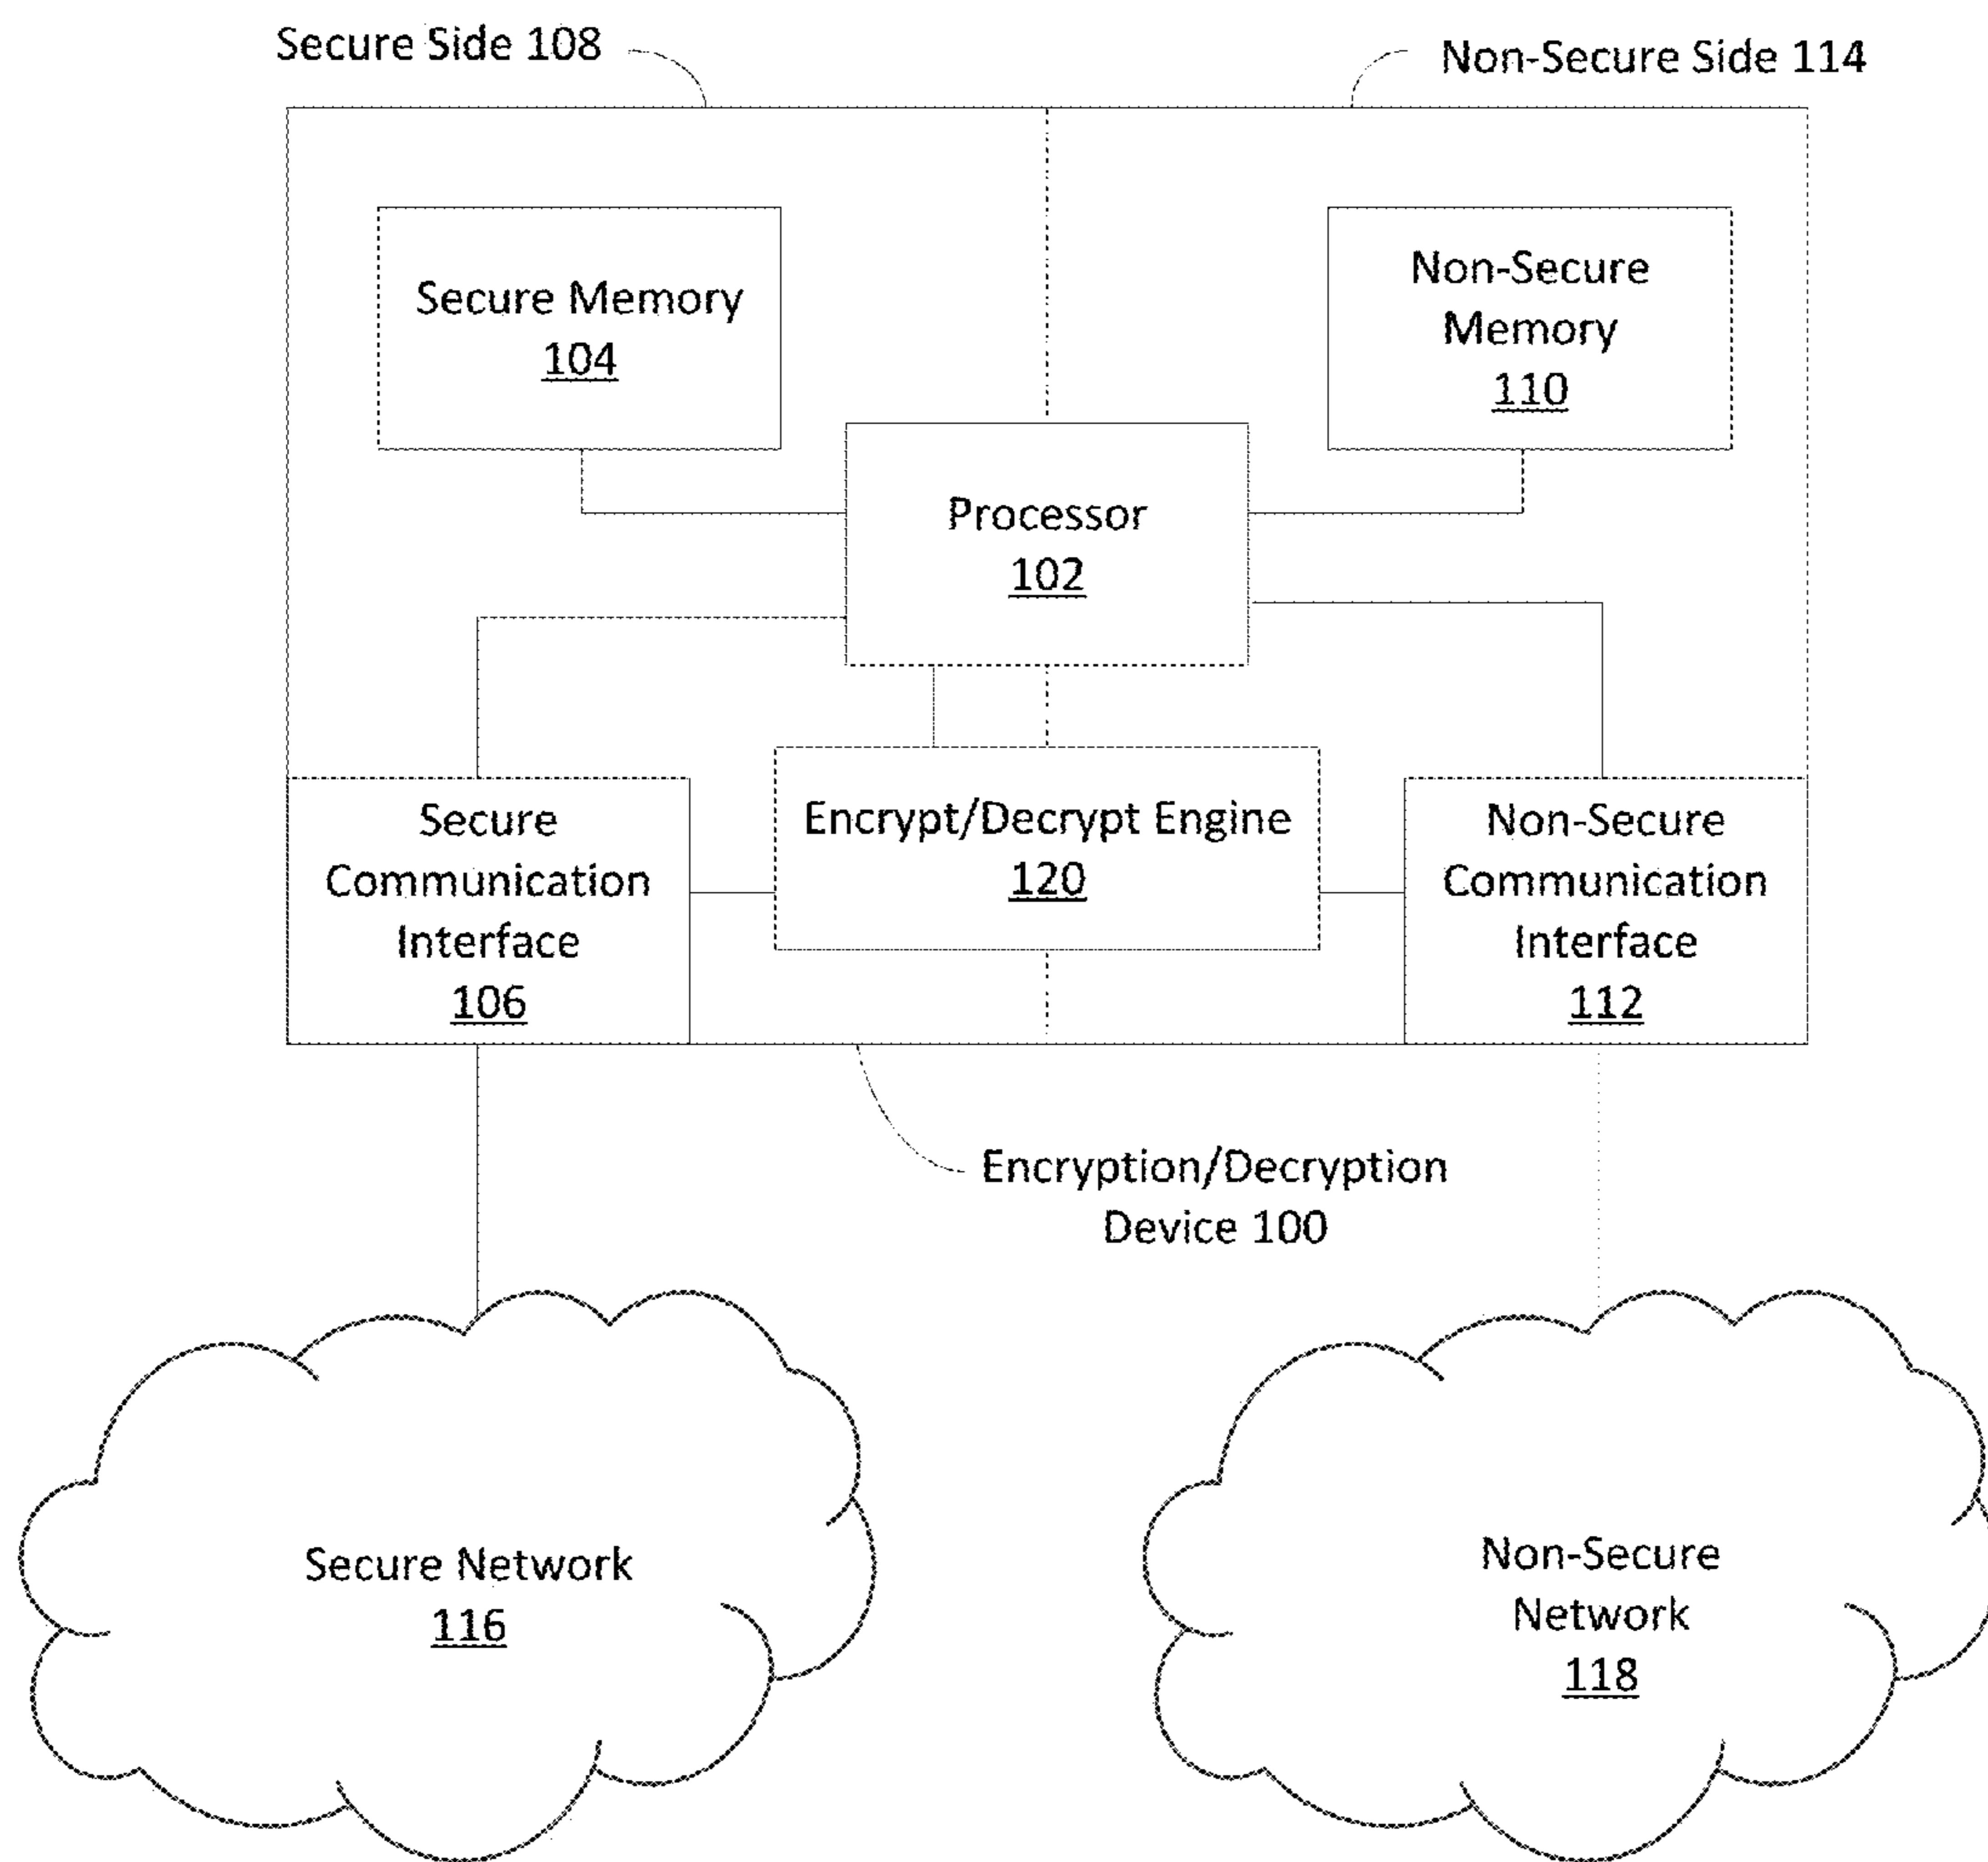 Secure Side 108
Non-Secure Side 114
Secure Memory
104
Non-Secure
Memory
110
Processor
102
Secure
Communication
Interface
106
Encrypt/Decrypt Engine
120
Non-Secure
Communication
Interface
112
Encryption/Decryption
Device 100
Secure Network
116
Non-Secure
Network
118